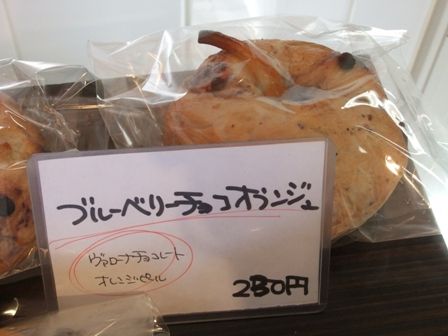 ブルーベリーチョコオランジュ
ヴァローナチョコレート
オレンジピール
230円